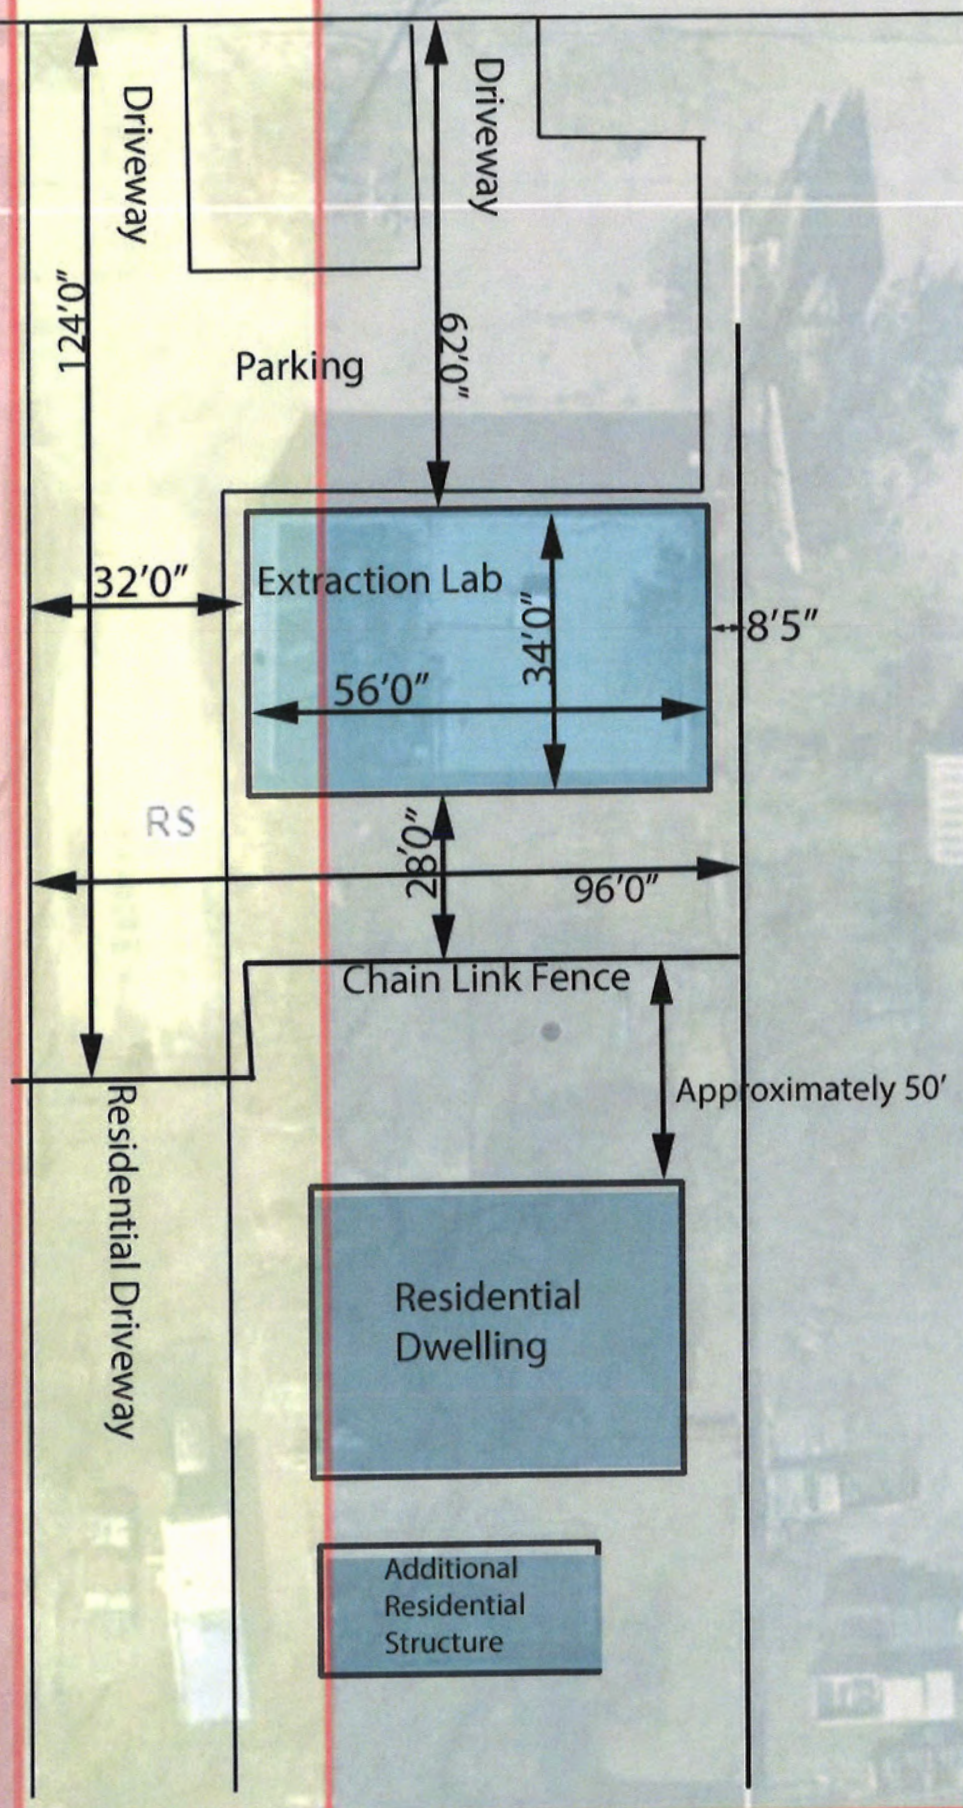 Driveway
Driveway
124'0"
62'0"
Parking
32'0"
Extraction Lab
34'0"
8'5"
56'0"
RS
28'0"
96'0"
Chain Link Fence
Approximately 50'
Residential Driveway
Residential
Dwelling
Additional
Residential
Structure